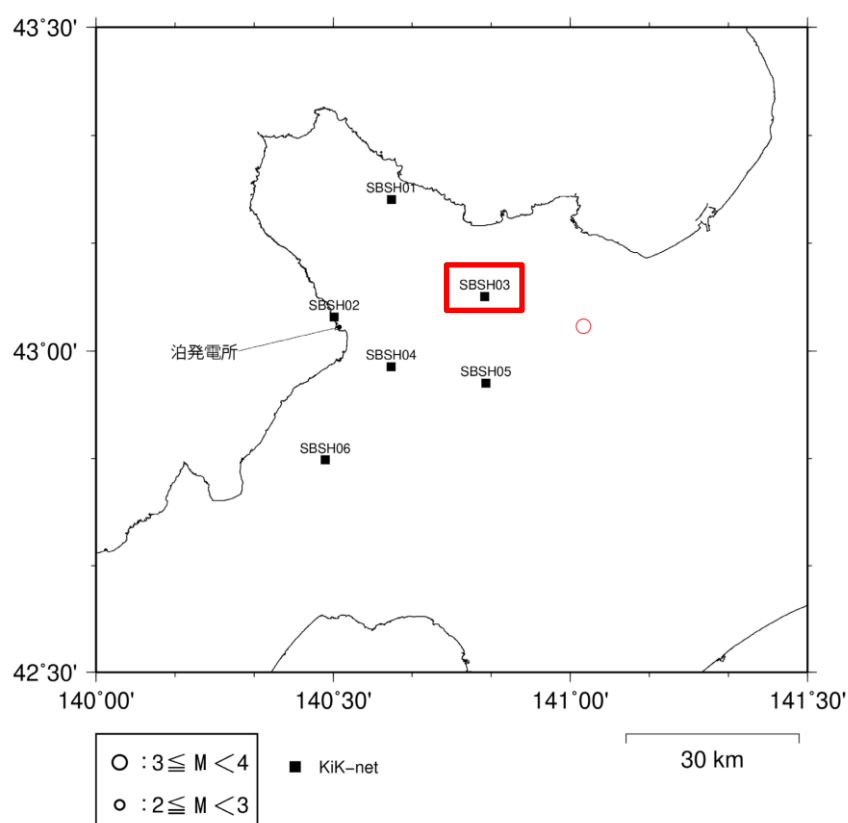 43˚30'
SBSH01
SBSH03
SBSH02
泊発電所
43˚00'
SBSH04
SBSH05
SBSH06
42˚30'
140˚00'
140˚30'
141˚00'
141˚30'
:3≦ M <4
KiK−net
30 km
:2≦ M <3